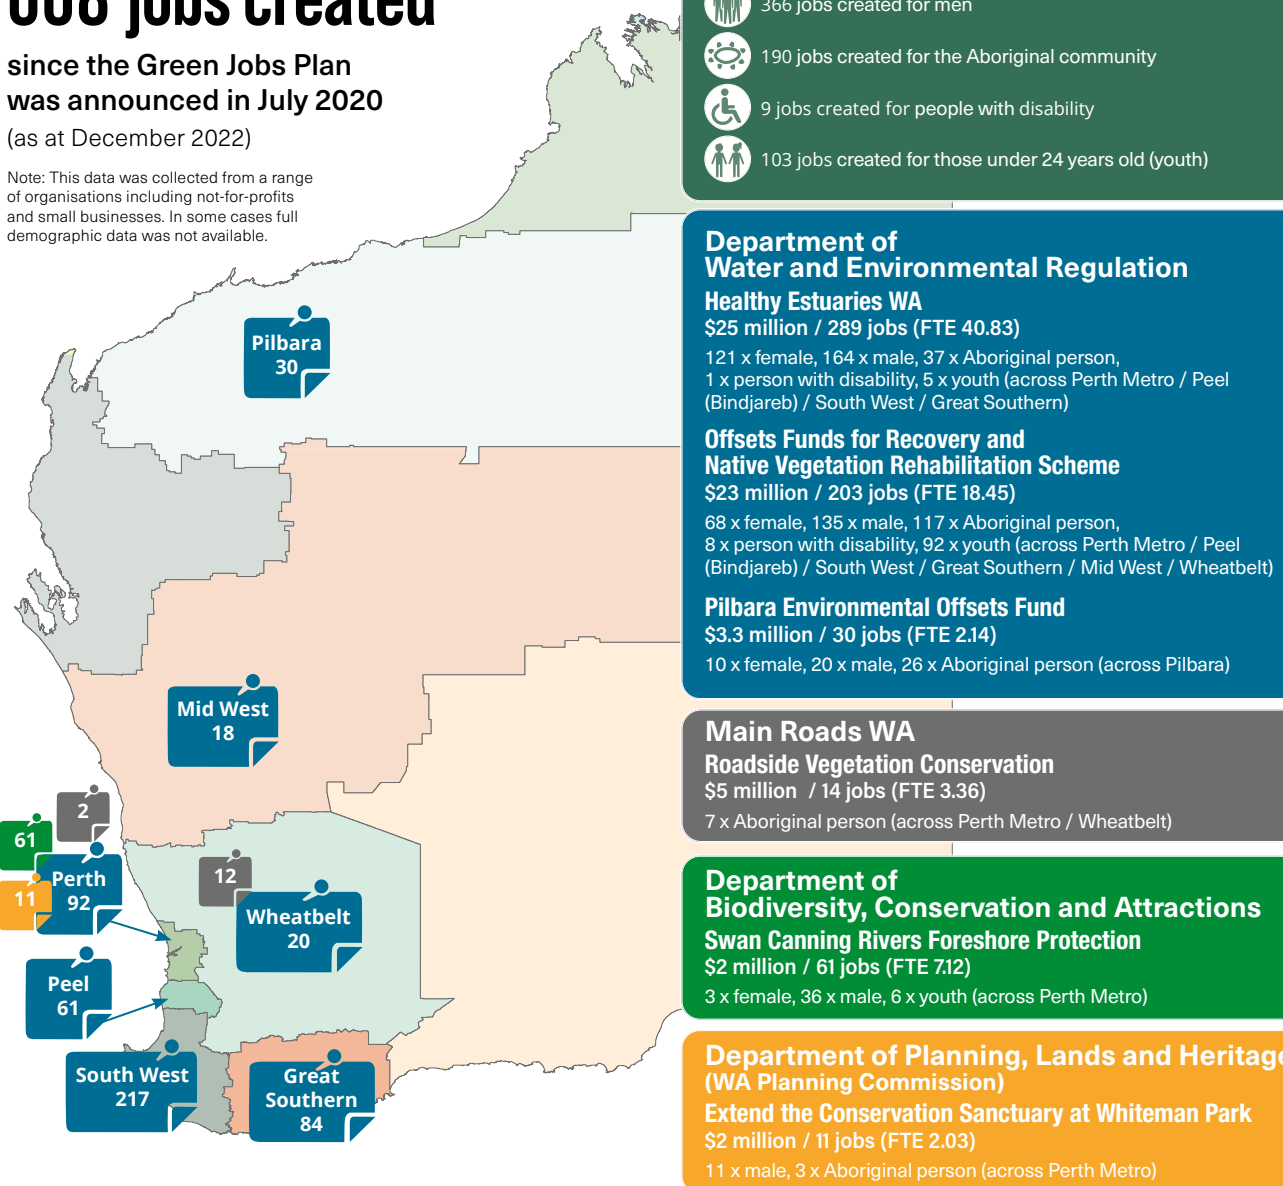 608 jobs created
since the Green Jobs Plan
was announced in July 2020
(as at December 2022)
Note: This data was collected from a range
of organisations including not-for-profits
and small businesses. In some cases full
demographic data was not available.
366 jobs created for men
190 jobs created for the Aboriginal community
9 jobs created for people with disability
103 jobs created for those under 24 years old (youth)
Department of
Water and Environmental Regulation
Healthy Estuaries WA
$25 million / 289 jobs (FTE 40.83)
121 x female, 164 x male, 37 x Aboriginal person,
1 x person with disability, 5 x youth (across Perth Metro / Peel
(Bindjareb) / South West / Great Southern)
Offsets Funds for Recovery and
Native Vegetation Rehabilitation Scheme
$23 million / 203 jobs (FTE 18.45)
68 x female, 135 x male, 117 x Aboriginal person,
8 x person with disability, 92 x youth (across Perth Metro / Peel
(Bindjareb) / South West / Great Southern / Mid West / Wheatbelt)
Pilbara Environmental Offsets Fund
$3.3 million / 30 jobs (FTE 2.14)
10 x female, 20 x male, 26 x Aboriginal person (across Pilbara)
Main Roads WA
Roadside Vegetation Conservation
$5 million / 14 jobs (FTE 3.36)
7 x Aboriginal person (across Perth Metro / Wheatbelt)
Department of
Biodiversity, Conservation and Attractions
Swan Canning Rivers Foreshore Protection
$2 million / 61 jobs (FTE 7.12)
3 x female, 36 x male, 6 x youth (across Perth Metro)
Department of Planning, Lands and Heritage
(WA Planning Commission)
Extend the Conservation Sanctuary at Whiteman Park
$2 million / 11 jobs (FTE 2.03)
11 x male, 3 x Aboriginal person (across Perth Metro)
Pilbara
30
Mid West
18
2
61
Perth
92
11
12
Wheatbelt
20
Peel
61
South West
217
Great
Southern
84